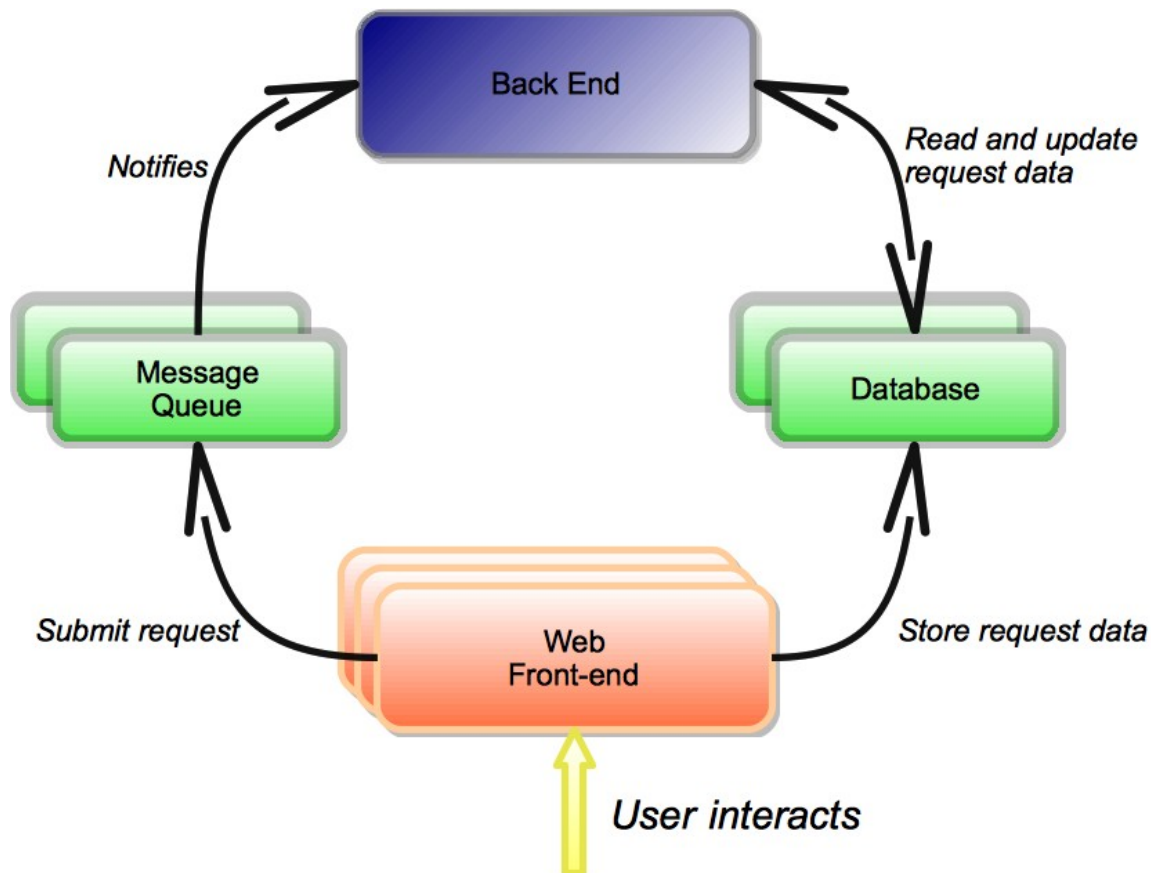 Back End
Notifies
Read and update
request data
Message
Queue
Database
Submit request
Web
Front-end
Store request data
User interacts